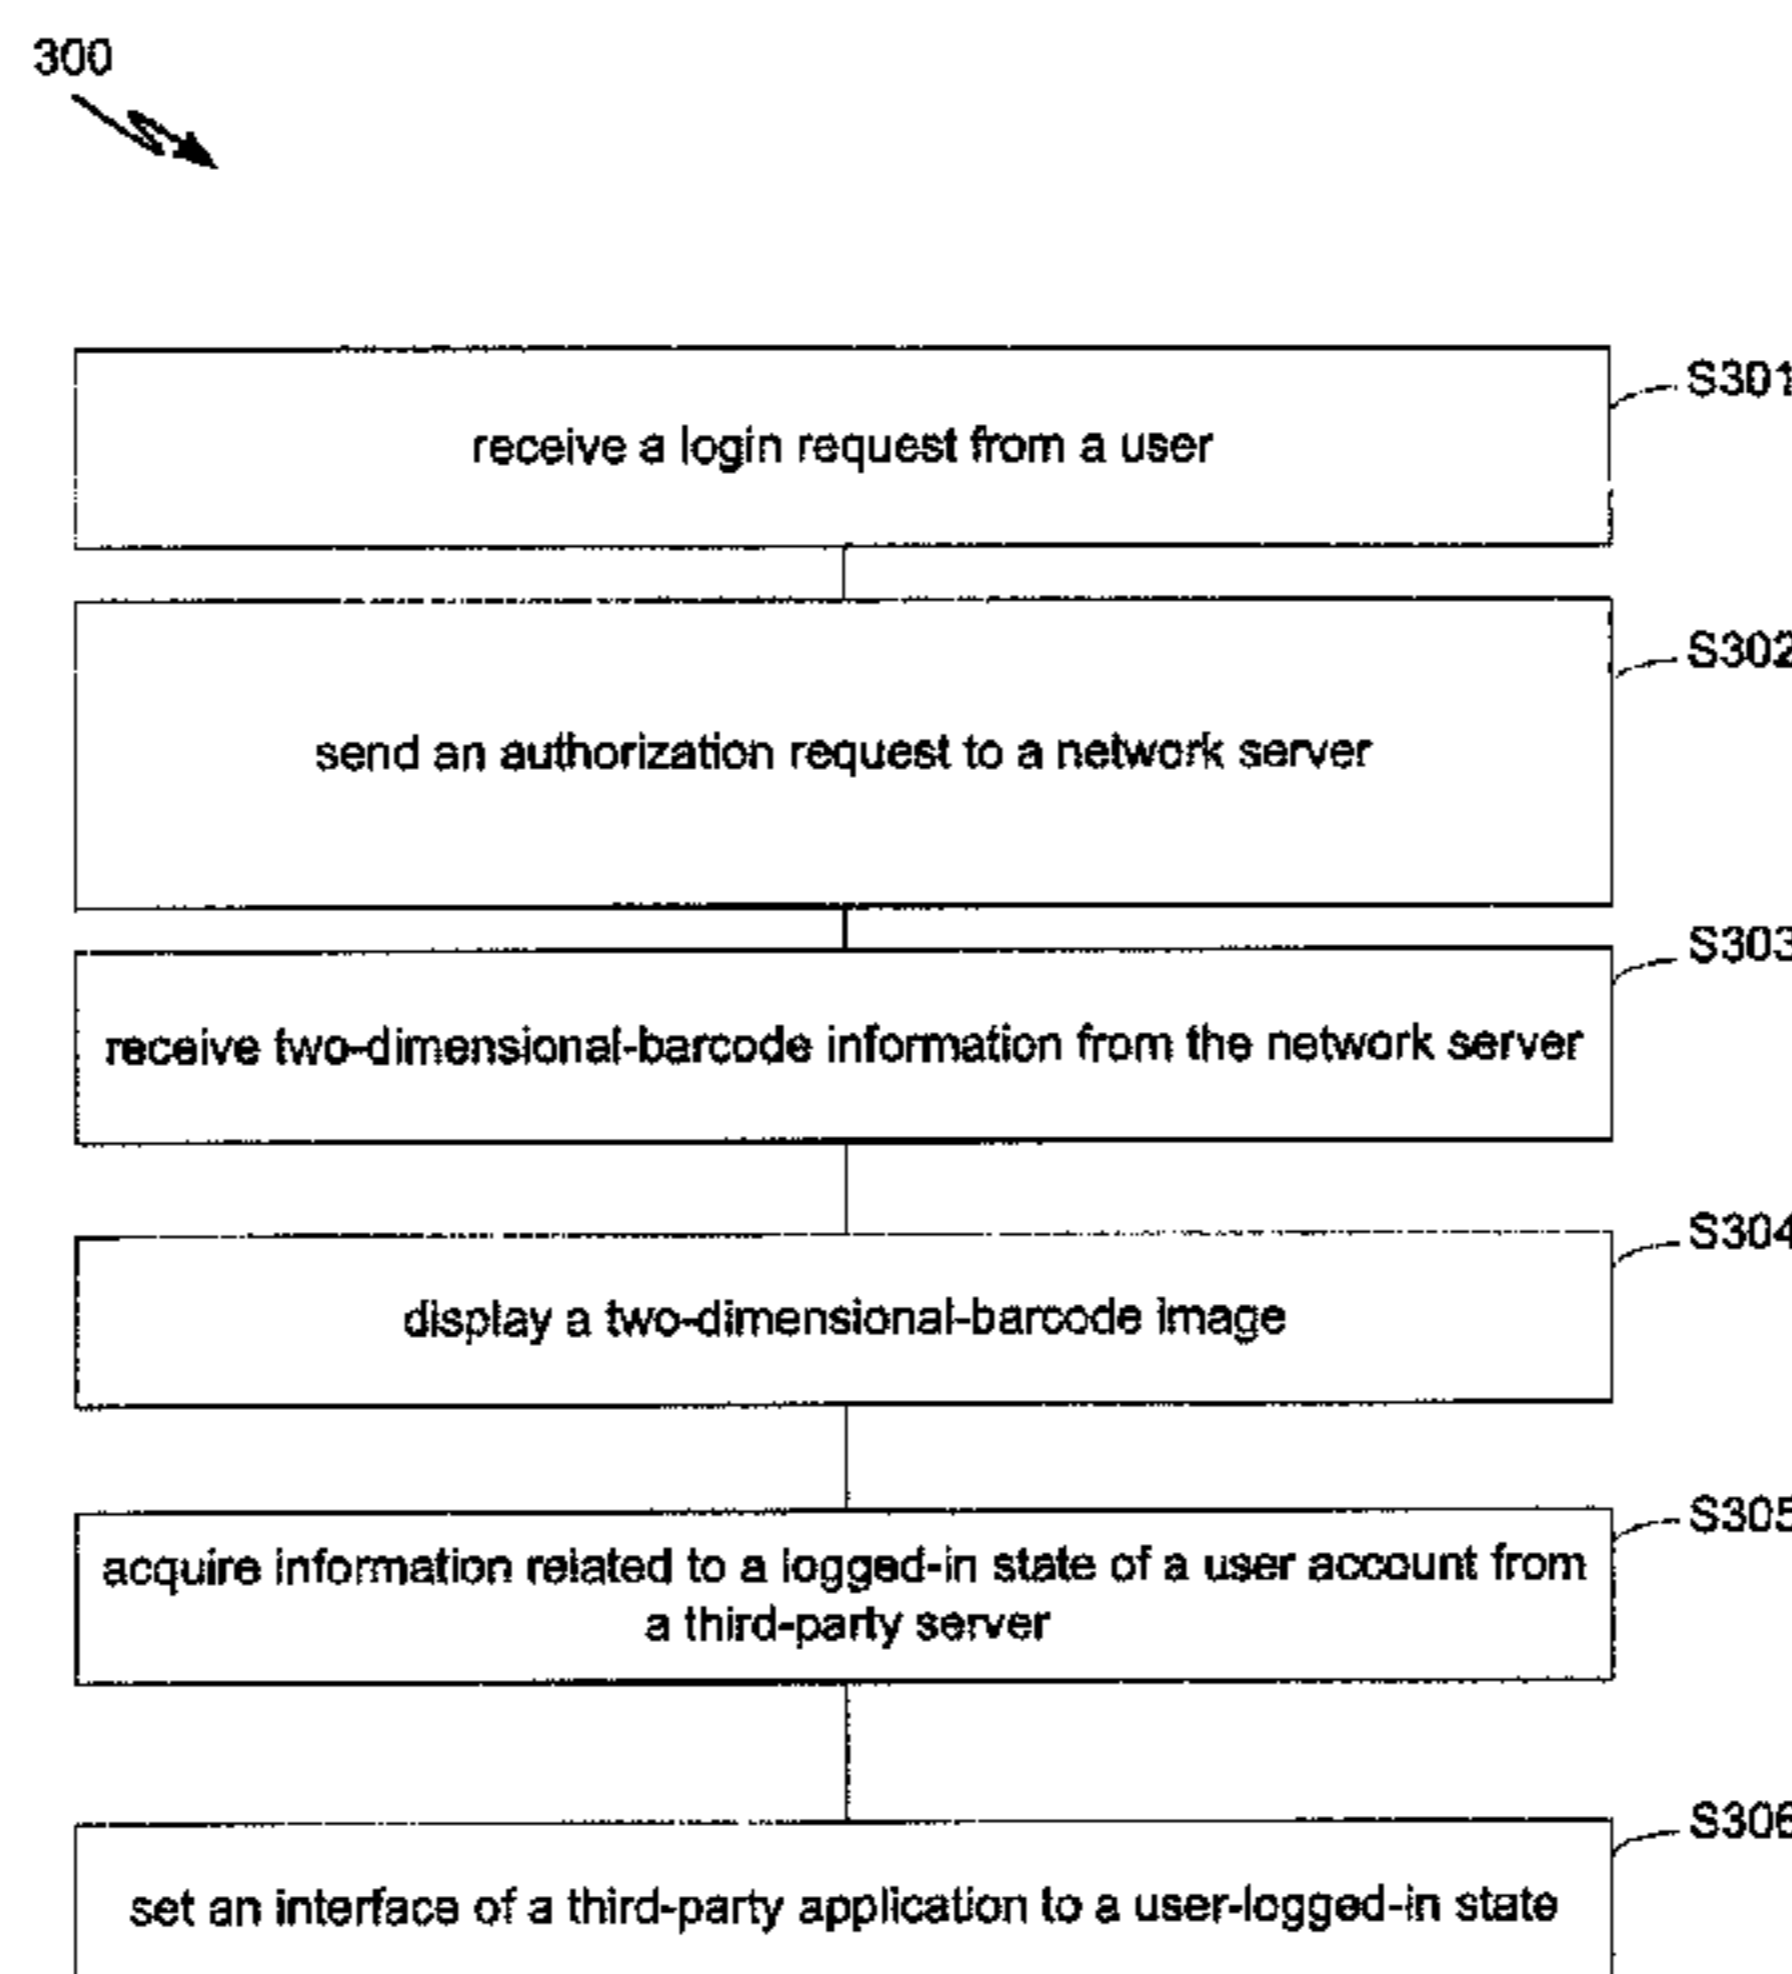 300
S301
receive a login request from a user
S302
send an authorization request to a network server
S303
receive two-dimensional-barcode information from the network server
S304
display a two-dimensional-barcode image
S305
acquire information related to a logged-in state of a user account from
a third-party server
S306
set an interface of a third-party application to a user-logged-in state